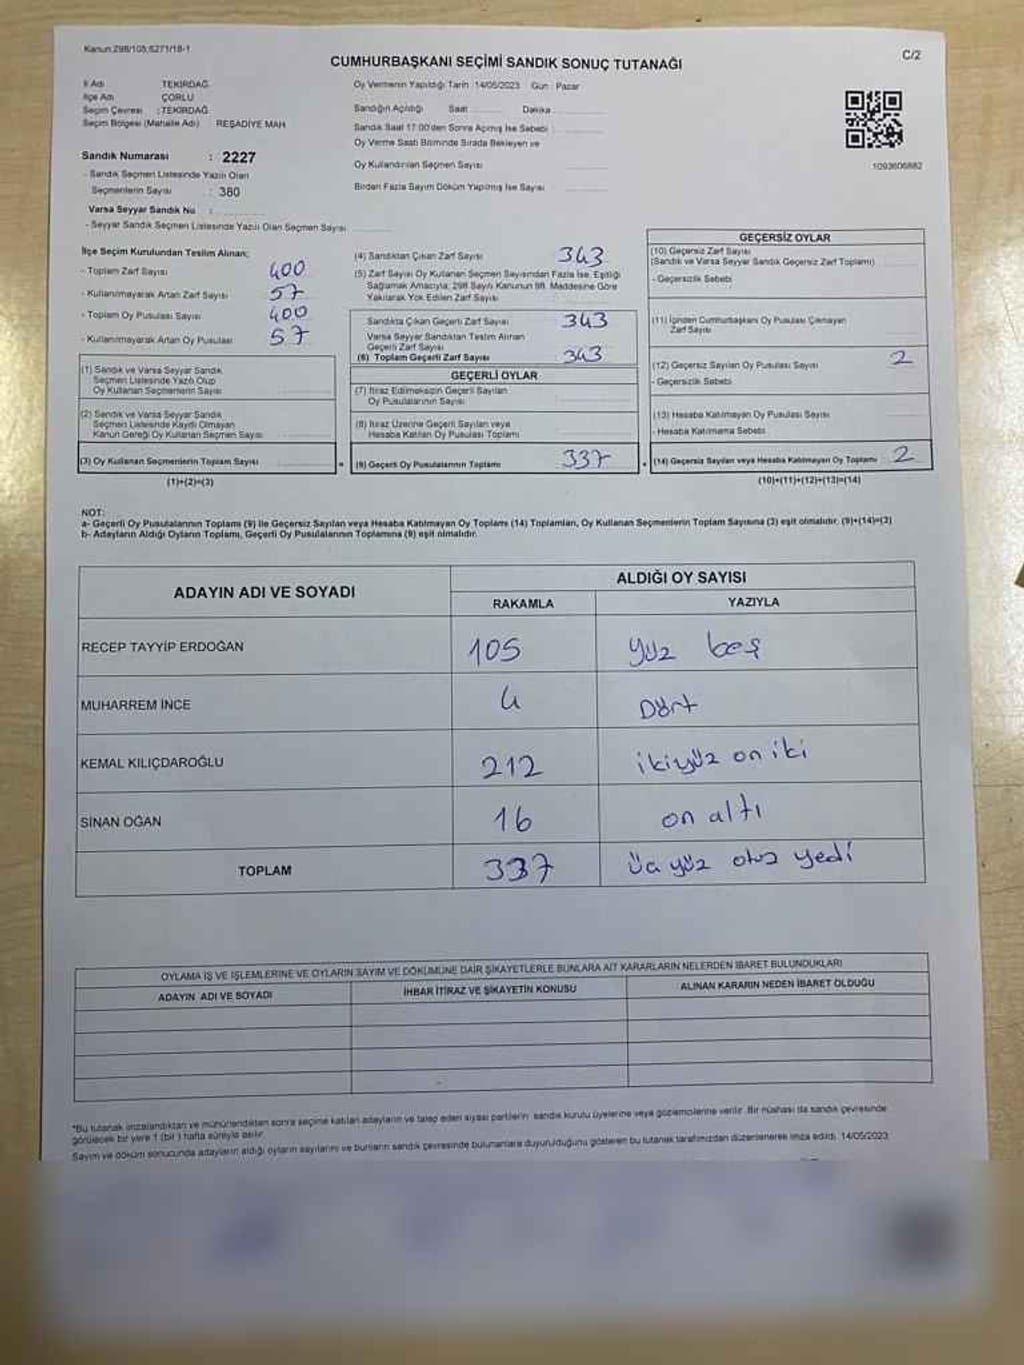 Kanun:298/105,6271/18-1
C/2
CUMHURBAŞKANI SEÇİMİ SANDIK SONUÇ TUTANAĞI
İl Adı TEKİRDAĞ
İlçe Adı ÇORLU
Seçim Çevresi : TEKİRDAĞ
Seçim Bölgesi (Mahalle Adı) REŞADİYE MAH
Sandık Numarası : 2227
- Sandık Seçmen Listesinde Yazılı Olan
Seçmenlerin Sayısı : 380
Varsa Seyyar Sandık No :
- Seyyar Sandık Seçmen Listesinde Yazılı Olan Seçmen Sayısı
Oy Vermenin Yapıldığı Tarih :14/05/2023 Gün : Pazar
Sandığın Açıldığı Saat Dakika
Sandık Saat 17:00'den Sonra Açılmış İse Sebebi
Oy Verme Saati Bitiminde Sırada Bekleyen ve
Oy Kullandırılan Seçmen Sayısı
Birden Fazla Sayım Döküm Yapılmış İse Sayısı
1093606882
İlçe Seçim Kurulundan Teslim Alınan;
- Toplam Zarf Sayısı 400
- Kullanılmayarak Artan Zarf Sayısı 57
- Toplam Oy Pusulası Sayısı 400
- Kullanılmayarak Artan Oy Pusulası 57
(1) Sandık ve Varsa Seyyar Sandık
Seçmen Listesinde Yazılı Olup
Oy Kullanan Seçmenlerin Sayısı
(2) Sandık ve Varsa Seyyar Sandık
Seçmen Listesinde Kaydı Olmayan
Kanun Gereği Oy Kullanan Seçmen Sayısı
(3) Oy Kullanan Seçmenlerin Toplam Sayısı
(1)+(2)=(3)
(4) Sandıktan Çıkan Zarf Sayısı 343
(5) Zarf Sayısı Oy Kullanan Seçmen Sayısından Fazla İse, Eşitliği
Sağlamak Amacıyla; 298 Sayılı Kanunun 98. Maddesine Göre
Yakılarak Yok Edilen Zarf Sayısı
Sandıkta Çıkan Geçerli Zarf Sayısı 343
Varsa Seyyar Sandıktan Teslim Alınan
Geçerli Zarf Sayısı
(6) Toplam Geçerli Zarf Sayısı 343
GEÇERLİ OYLAR
(7) İtiraz Edilmeksizin Geçerli Sayılan
Oy Pusulalarının Sayısı
(8) İtiraz Üzerine Geçerli Sayılan veya
Hesaba Katılan Oy Pusulası Toplamı
= (9) Geçerli Oy Pusulalarının Toplamı 337
GEÇERSİZ OYLAR
(10) Geçersiz Zarf Sayısı
(Sandık ve Varsa Seyyar Sandık Geçersiz Zarf Toplamı)
- Geçersizlik Sebebi
(11) İçinden Cumhurbaşkanı Oy Pusulası Çıkmayan
Zarf Sayısı
(12) Geçersiz Sayılan Oy Pusulası Sayısı 2
- Geçersizlik Sebebi
(13) Hesaba Katılmayan Oy Pusulası Sayısı
- Hesaba Katılmama Sebebi
+ (14) Geçersiz Sayılan veya Hesaba Katılmayan Oy Toplamı 2
(10)+(11)+(12)+(13)=(14)
NOT:
a- Geçerli Oy Pusulalarının Toplamı (9) ile Geçersiz Sayılan veya Hesaba Katılmayan Oy Toplamı (14) Toplamları, Oy Kullanan Seçmenlerin Toplam Sayısına (3) eşit olmalıdır. (9)+(14)=(3)
b- Adayların Aldığı Oyların Toplamı, Geçerli Oy Pusulalarının Toplamına (9) eşit olmalıdır.
ADAYIN ADI VE SOYADI ALDIĞI OY SAYISI
RAKAMLA YAZIYLA
RECEP TAYYİP ERDOĞAN 105 yüz beş
MUHARREM İNCE 4 Dört
KEMAL KILIÇDAROĞLU 212 ikiyüz on iki
SİNAN OĞAN 16 on altı
TOPLAM 337 üç yüz otuz yedi
OYLAMA İŞ VE İŞLEMLERİNE VE OYLARIN SAYIM VE DÖKÜMÜNE DAİR ŞİKAYETLERLE BUNLARA AİT KARARLARIN NELERDEN İBARET BULUNDUKLARI
ADAYIN ADI VE SOYADI İHBAR İTİRAZ VE ŞİKAYETİN KONUSU ALINAN KARARIN NEDEN İBARET OLDUĞU
*Bu tutanak imzalandıktan ve mühürlendikten sonra seçime katılan adayların ve talep eden siyasi partilerin sandık kurulu üyelerine veya gözlemcilerine verilir. Bir nüshası da sandık çevresinde
görülecek bir yere 1 (bir) hafta süreyle asılır.
Sayım ve döküm sonucunda adayların aldığı oyların sayılarını ve bunların sandık çevresinde bulunanlara duyurulduğunu gösteren bu tutanak tarafımızdan düzenlenerek imza edildi. 14/05/2023